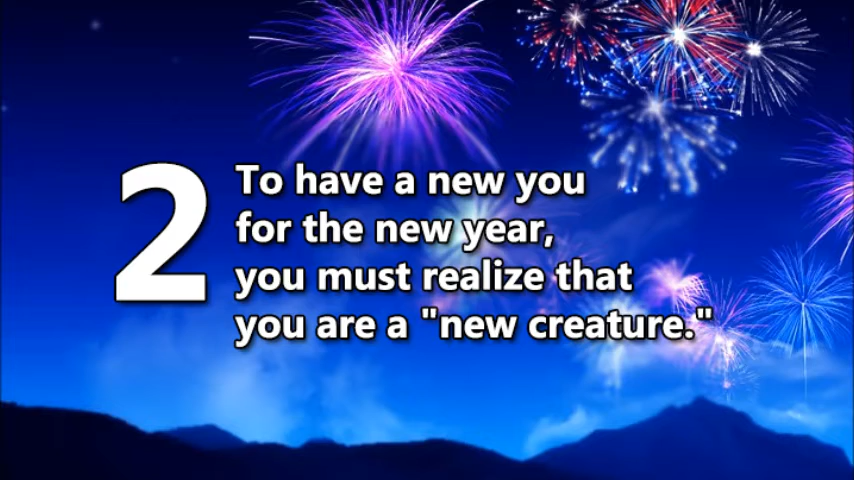 2
To have a new you
for the new year,
you must realize that
you are a "new creature."